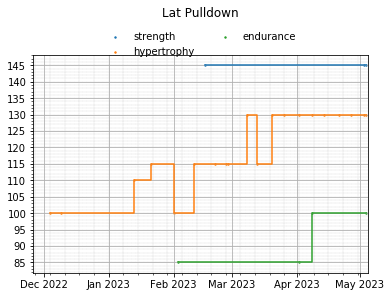 Lat Pulldown
strength
hypertrophy
endurance
145
140
135
130
125
120
115
110
105
100
95
90
85
Dec 2022 Jan 2023 Feb 2023 Mar 2023 Apr 2023 May 2023